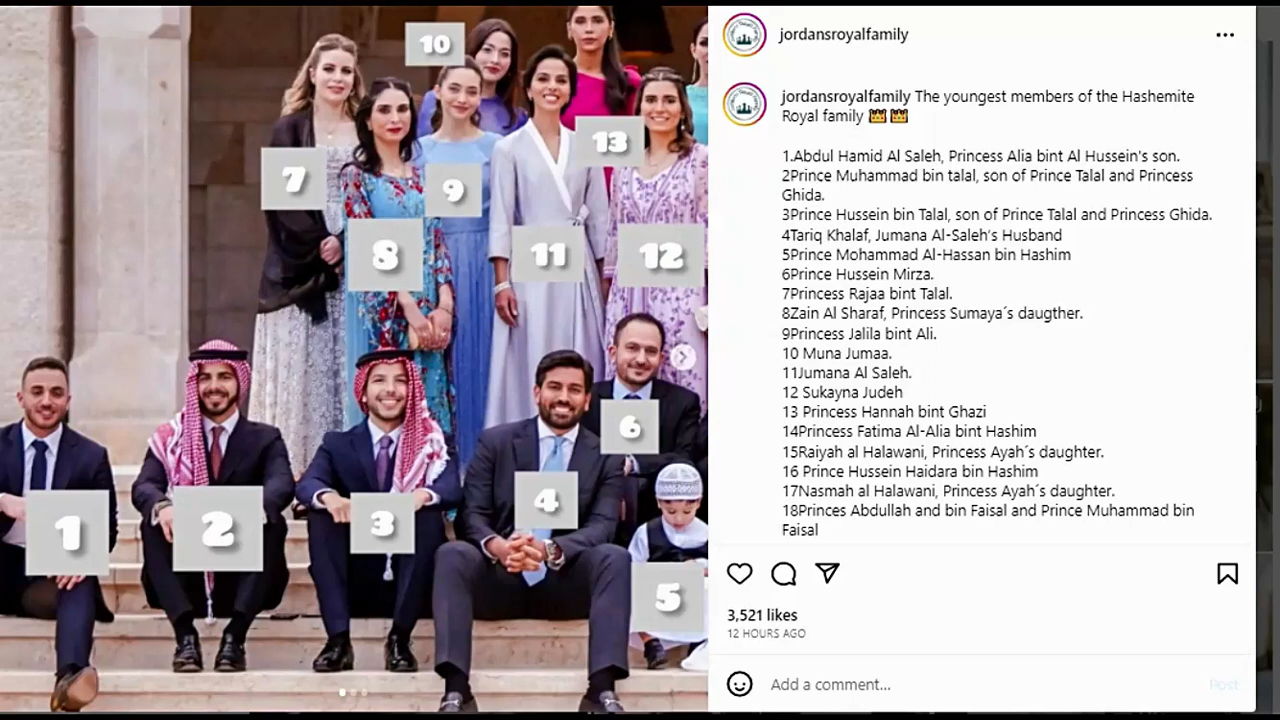 10
13
7
9
8
11
12
6
4
1
2
3
5
jordansroyalfamily
jordansroyalfamily The youngest members of the Hashemite
Royal family
1.Abdul Hamid Al Saleh, Princess Alia bint Al Hussein's son.
2Prince Muhammad bin talal, son of Prince Talal and Princess
Ghida.
3Prince Hussein bin Talal, son of Prince Talal and Princess Ghida.
4Tariq Khalaf, Jumana Al-Saleh's Husband
5Prince Mohammad Al-Hassan bin Hashim
6Prince Hussein Mirza.
7Princess Rajaa bint Talal.
8Zain Al Sharaf, Princess Sumaya´s daugther.
9Princess Jalila bint Ali.
10 Muna Jumaa.
11Jumana Al Saleh.
12 Sukayna Judeh
13 Princess Hannah bint Ghazi
14Princess Fatima Al-Alia bint Hashim
15Raiyah al Halawani, Princess Ayah´s daughter.
16 Prince Hussein Haidara bin Hashim
17Nasmah al Halawani, Princess Ayah´s daughter.
18Princes Abdullah and bin Faisal and Prince Muhammad bin
Faisal
3,521 likes
12 HOURS AGO
Add a comment...
Post